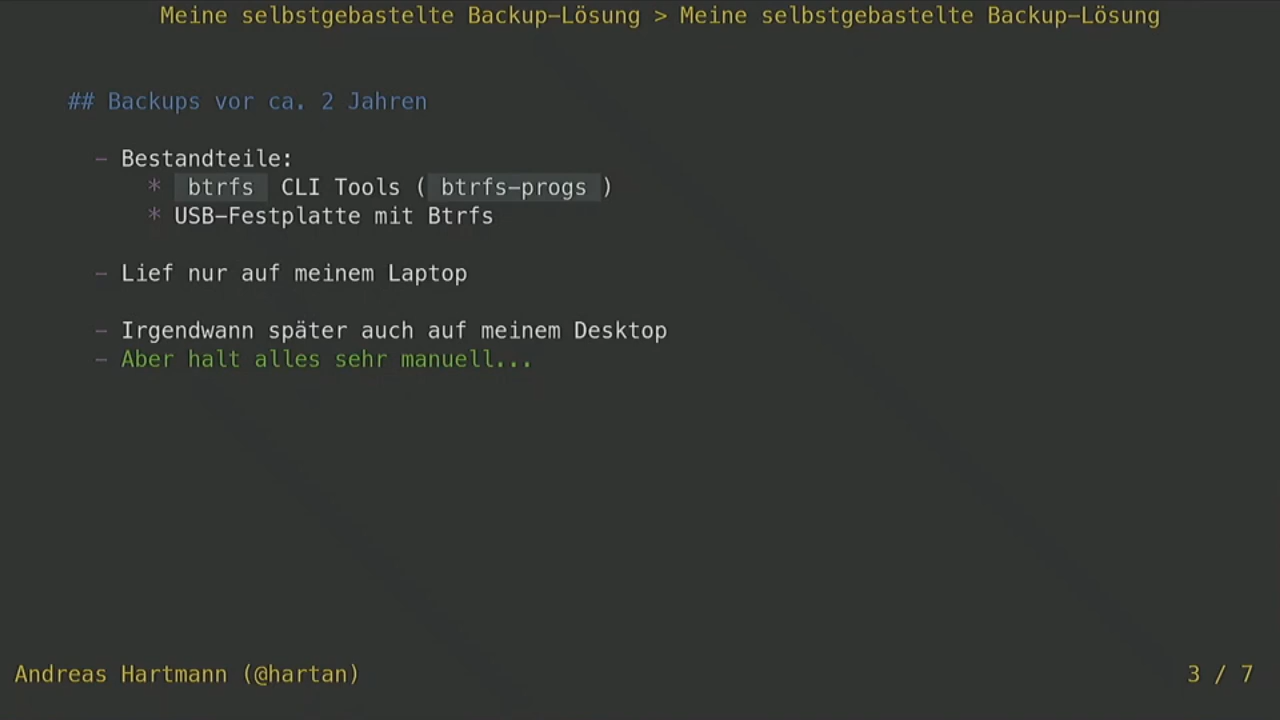 Meine selbstgebastelte Backup-Lösung > Meine selbstgebastelte Backup-Lösung
## Backups vor ca. 2 Jahren
- Bestandteile:
* btrfs CLI Tools ( btrfs-progs )
* USB-Festplatte mit Btrfs
- Lief nur auf meinem Laptop
- Irgendwann später auch auf meinem Desktop
- Aber halt alles sehr manuell...
Andreas Hartmann (@hartan)
3 / 7